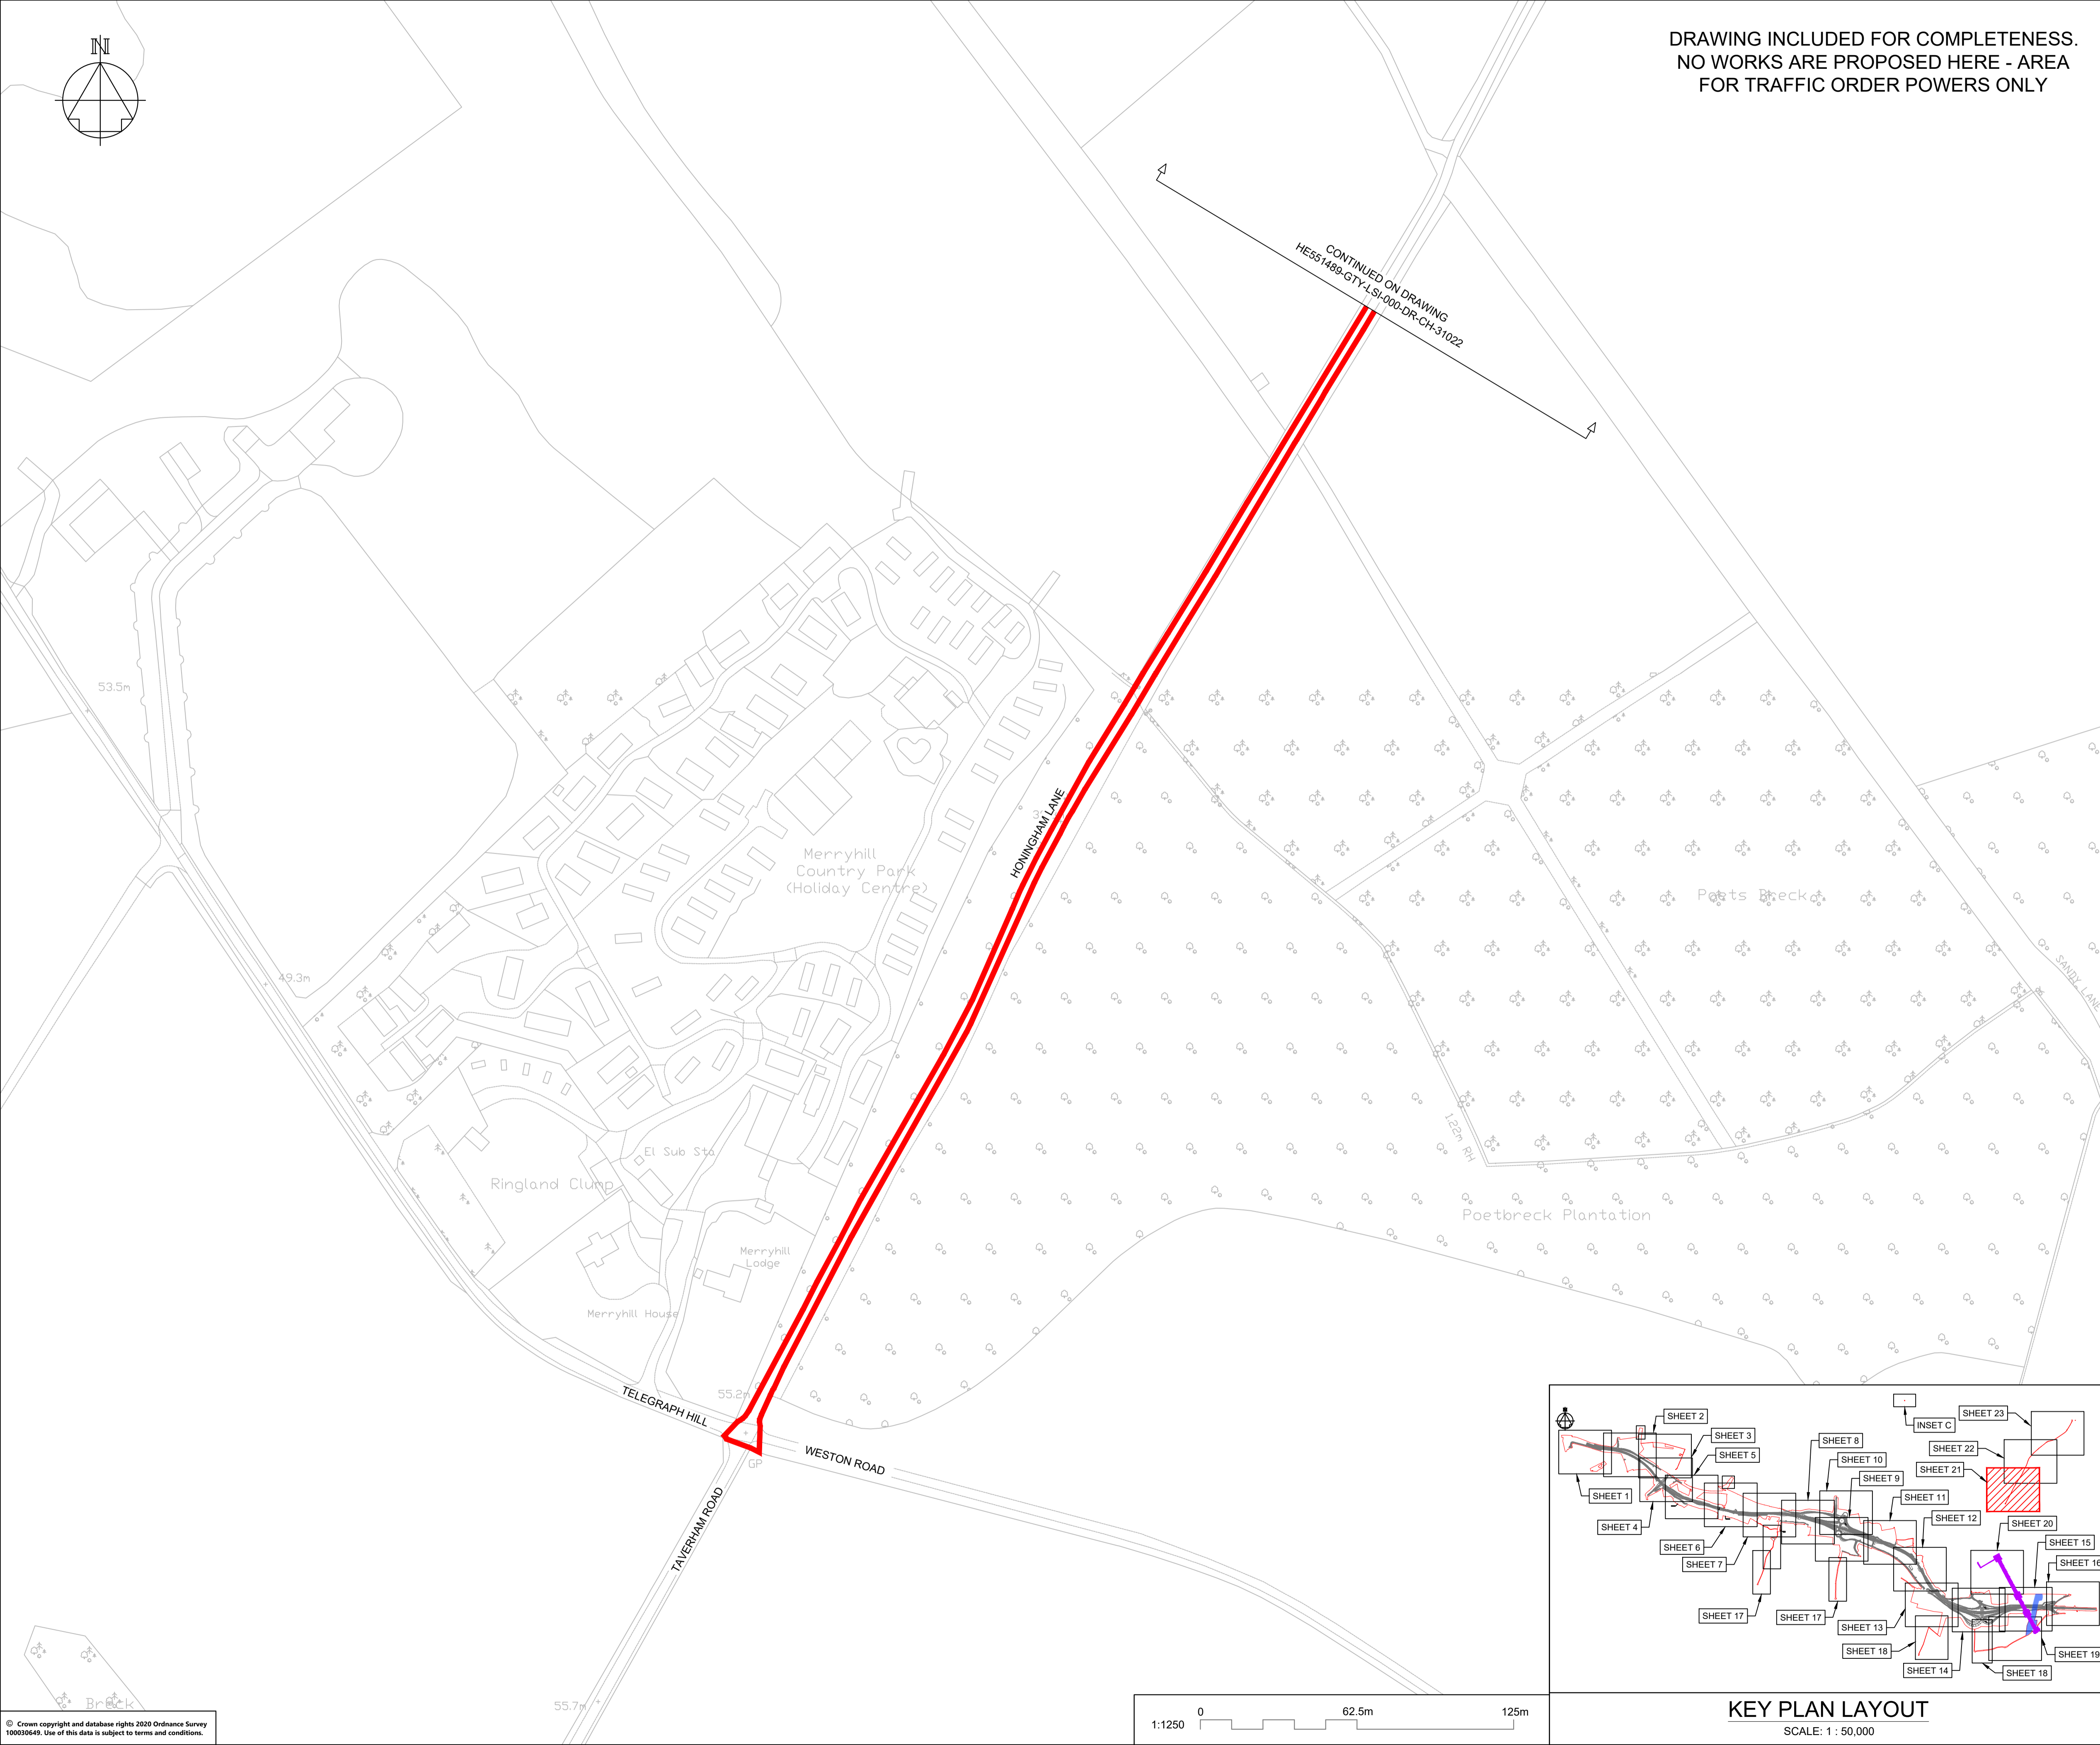 N
DRAWING INCLUDED FOR COMPLETENESS.
NO WORKS ARE PROPOSED HERE - AREA
FOR TRAFFIC ORDER POWERS ONLY
CONTINUED ON DRAWING
HE551489-GTY-LSI-000-DR-CH-31022
53.5m
HONINGHAM LANE
Merryhill
Country Park
(Holiday Centre)
Poets Breck
49.3m
SANDY LANE
1.22m RH
El Sub Sta
Ringland Clump
Poetbreck Plantation
Merryhill
Lodge
Merryhill House
55.2m
TELEGRAPH HILL
GP
WESTON ROAD
TAVERHAM ROAD
55.7m
Breck
© Crown copyright and database rights 2020 Ordnance Survey
100030649. Use of this data is subject to terms and conditions.
1:1250
0
62.5m
125m
SHEET 1
SHEET 2
SHEET 3
SHEET 5
SHEET 4
SHEET 6
SHEET 7
SHEET 8
SHEET 10
SHEET 9
SHEET 11
SHEET 12
INSET C
SHEET 23
SHEET 22
SHEET 21
SHEET 20
SHEET 15
SHEET 16
SHEET 17
SHEET 17
SHEET 13
SHEET 18
SHEET 14
SHEET 18
SHEET 19
KEY PLAN LAYOUT
SCALE: 1 : 50,000